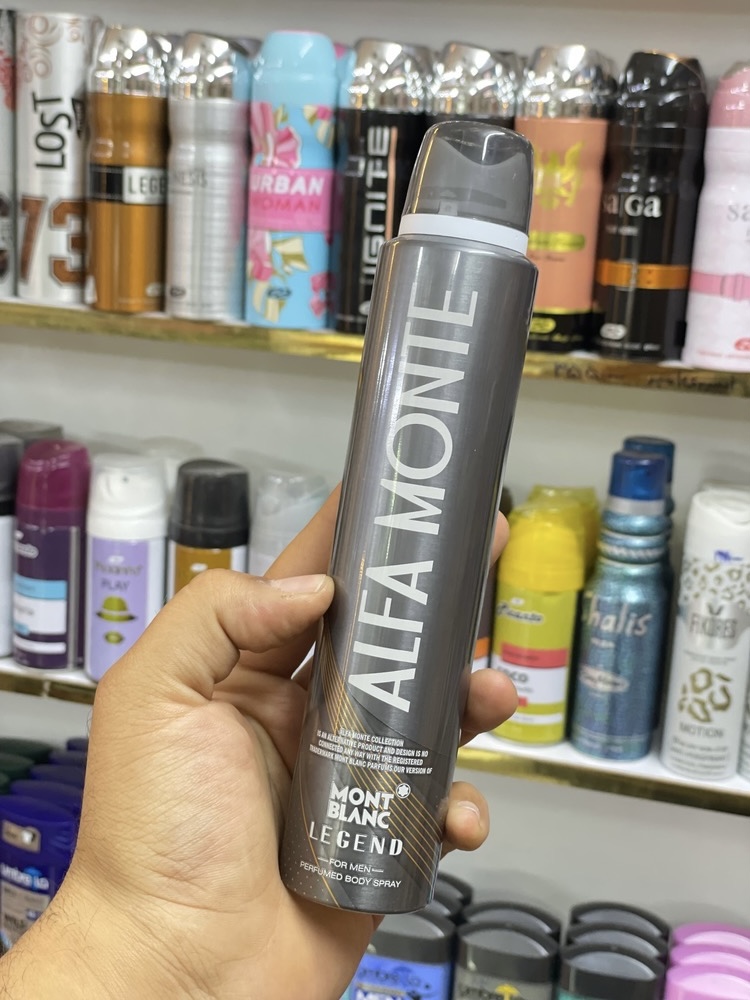 LOST
73
LEGE
URBAN
WOMAN
IGNITE
ALFA MONTE
ALFA MONTE COLLECTION
IS AN ALTERNATIVE PRODUCT AND DESIGN IS NO
CONNECTED ANY WAY WITH THE REGISTERED
TRADEMARK MONT BLANC PARFUMS OUR VERSION OF
MONT
BLANC
LEGEND
FOR MEN
PERFUMED BODY SPRAY
PLAY
Thalis
MOTION